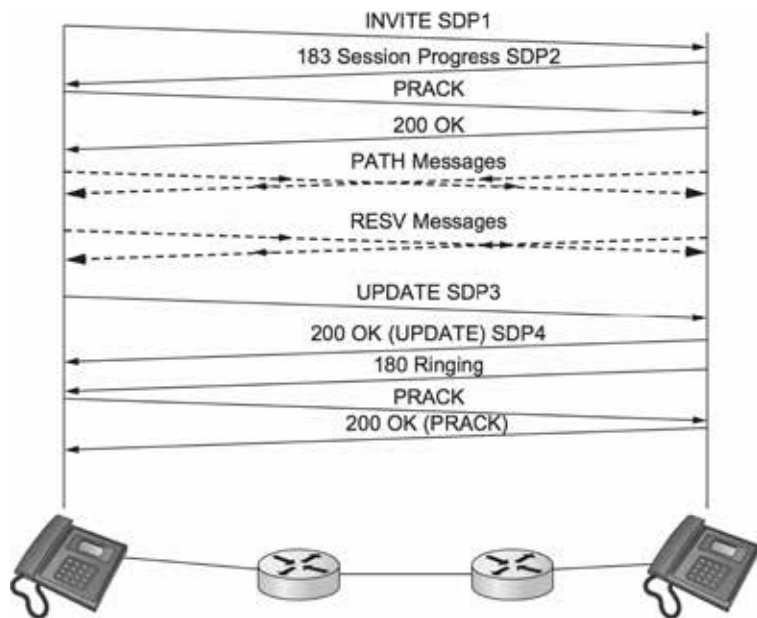 INVITE SDP1
183 Session Progress SDP2
PRACK
200 OK
PATH Messages
RESV Messages
UPDATE SDP3
200 OK (UPDATE) SDP4
180 Ringing
PRACK
200 OK (PRACK)